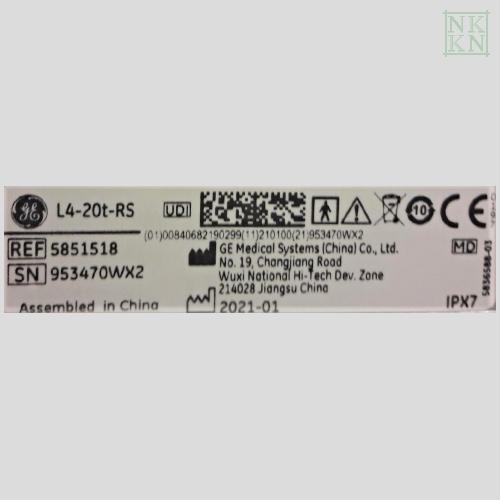 NK
KN
GE L4-20t-RS UDI 10 CE
(01)00840682190299(11)210100(21)953470WX2
REF 5851518
SN 953470WX2
GE Medical Systems (China) Co., Ltd.
No. 19, Changjiang Road
Wuxi National Hi-Tech Dev. Zone
214028 Jiangsu China
MD
5836588-03
Assembled in China
2021-01
IPX7